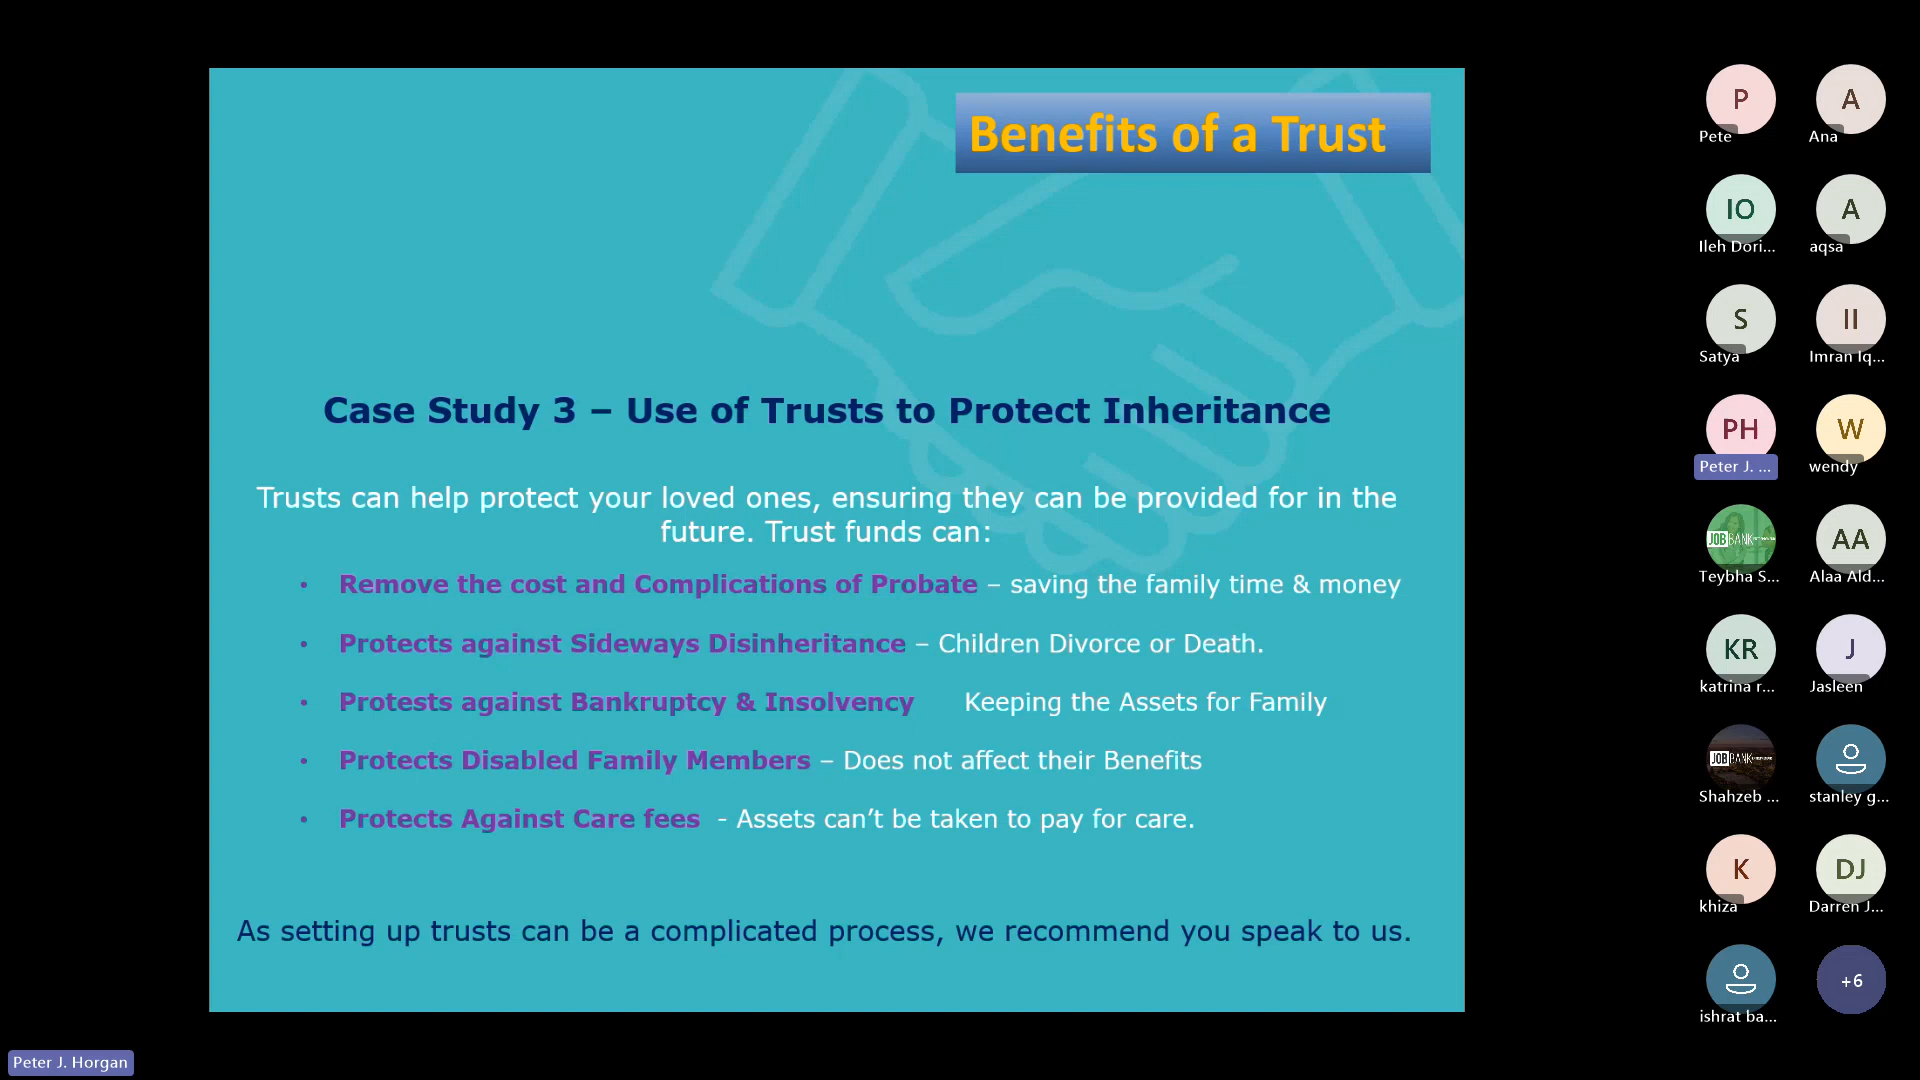 Benefits of a Trust
Case Study 3 – Use of Trusts to Protect Inheritance
Trusts can help protect your loved ones, ensuring they can be provided for in the
future. Trust funds can:
• Remove the cost and Complications of Probate – saving the family time & money
• Protects against Sideways Disinheritance – Children Divorce or Death.
• Protests against Bankruptcy & Insolvency Keeping the Assets for Family
• Protects Disabled Family Members – Does not affect their Benefits
• Protects Against Care fees - Assets can’t be taken to pay for care.
As setting up trusts can be a complicated process, we recommend you speak to us.
P A
Pete Ana
IO A
Ileh Dori... aqsa
S II
Satya Imran Iq...
PH W
Peter J. ... wendy
JOBBANK AA
Teybha S... Alaa Ald...
KR J
katrina r... Jasleen
JOBBANK
Shahzeb ... stanley g...
K DJ
khiza Darren J...
+6
ishrat ba...
Peter J. Horgan